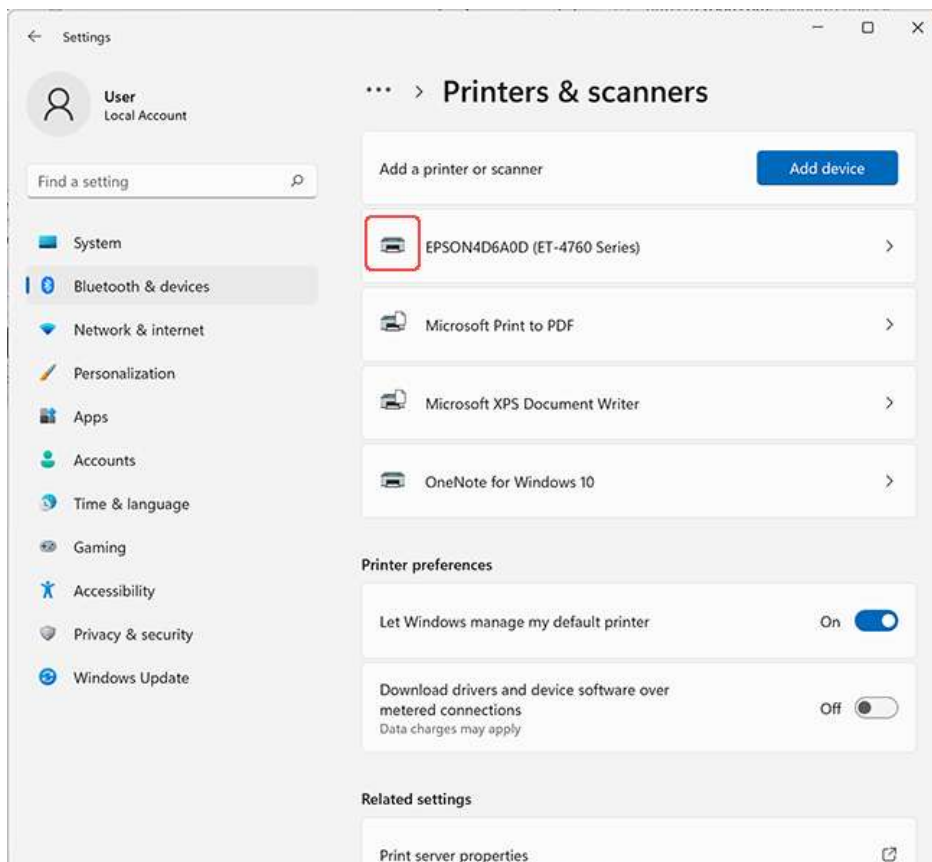 Settings
User
Local Account
Find a setting
System
Bluetooth & devices
Network & internet
Personalization
Apps
Accounts
Time & language
Gaming
Accessibility
Privacy & security
Windows Update
Printers & scanners
Add a printer or scanner
Add device
EPSON4D6A0D (ET-4760 Series)
Microsoft Print to PDF
Microsoft XPS Document Writer
OneNote for Windows 10
Printer preferences
Let Windows manage my default printer
On
Download drivers and device software over
metered connections
Data charges may apply
Off
Related settings
Print server properties